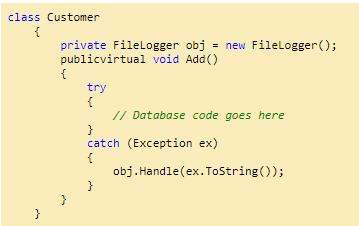 class Customer
{
private FileLogger obj = new FileLogger();
publicvirtual void Add()
{
try
{
// Database code goes here
}
catch (Exception ex)
{
obj.Handle(ex.ToString());
}
}
}